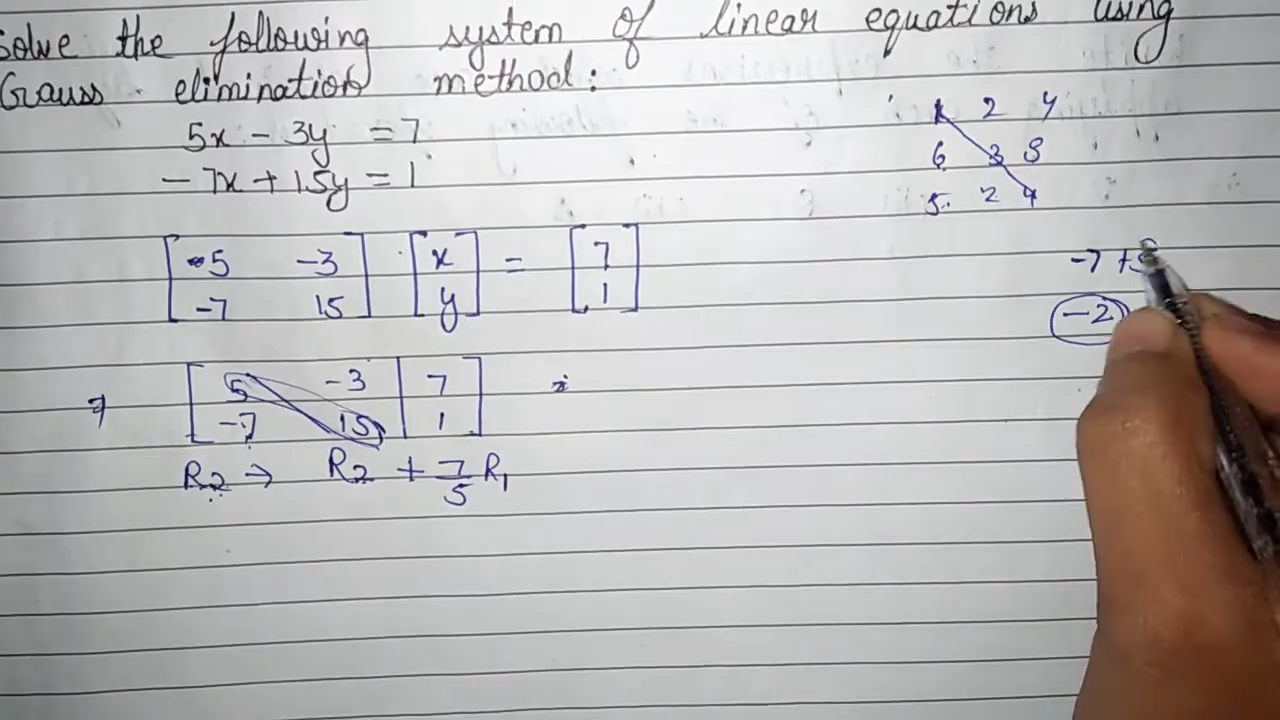 Solve the following system of linear equations using
Gauss elimination method:
5x - 3y = 7
- 7x + 15y = 1
[5 -3] [x] = [7]
[-7 15] [y] [1]
[5 -3 | 7]
[-7 15 | 1]
R2 → R2 + 7/5 R1
1 2 4
6 3 8
5 2 4
-7 + 5
-2